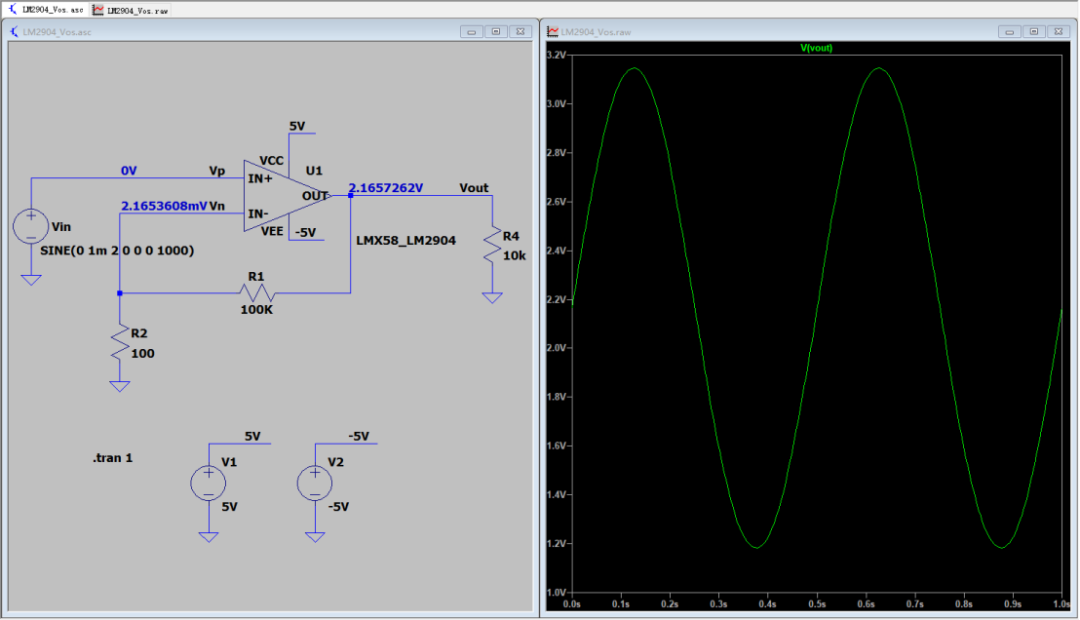 LM2904_Vos.asc LM2904_Vos.raw
LM2904_Vos.asc
5V
VCC
U1
0V
Vp
IN+
OUT
2.1657262V
Vout
2.1653608mV
Vn
IN-
VEE
-5V
Vin
SINE(0 1m 2 0 0 0 1000)
LMX58_LM2904
R4
10k
R1
100K
R2
100
.tran 1
5V
V1
5V
-5V
V2
-5V
LM2904_Vos.raw
V(vout)
3.2V
3.0V
2.8V
2.6V
2.4V
2.2V
2.0V
1.8V
1.6V
1.4V
1.2V
1.0V
0.0s 0.1s 0.2s 0.3s 0.4s 0.5s 0.6s 0.7s 0.8s 0.9s 1.0s